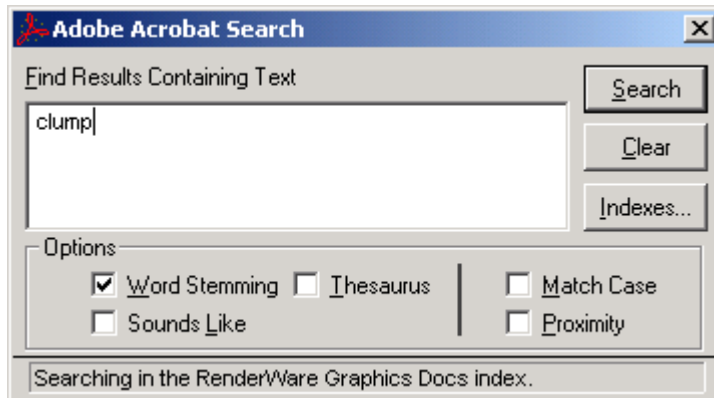 Adobe Acrobat Search
Find Results Containing Text
Search
clump
Clear
Indexes...
Options
Word Stemming Thesaurus Match Case
Sounds Like Proximity
Searching in the RenderWare Graphics Docs index.